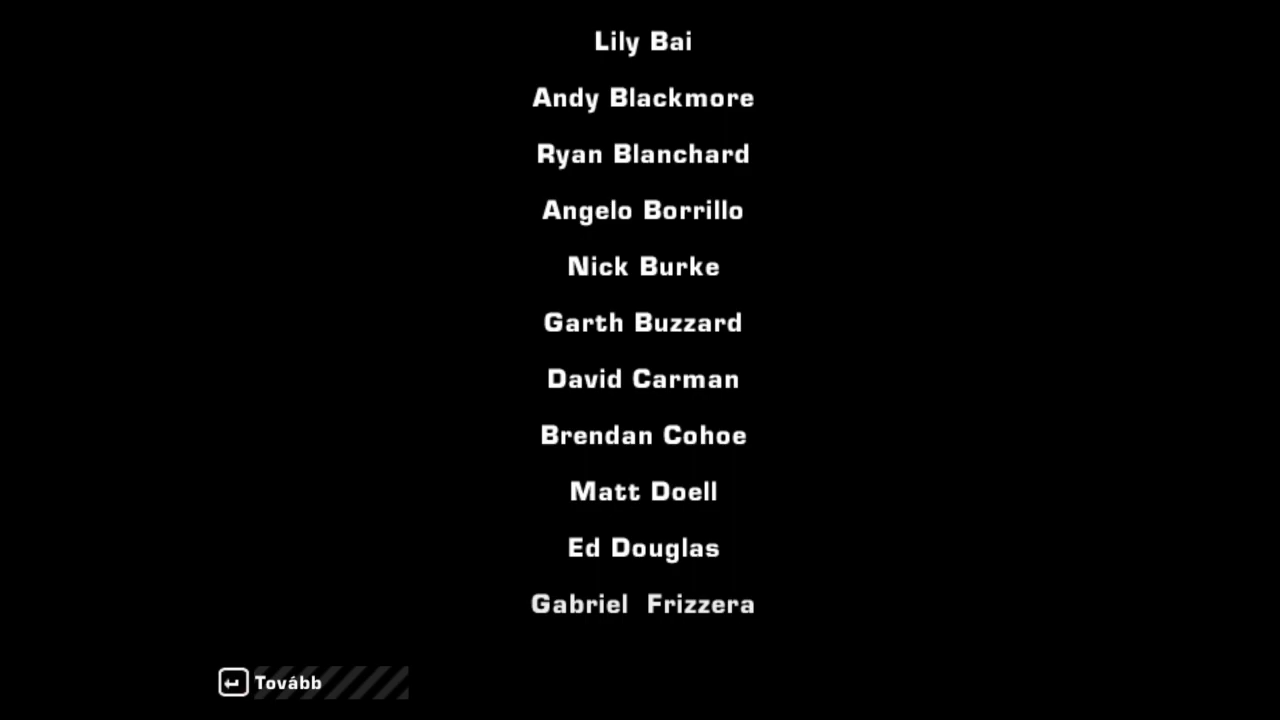 Lily Bai
Andy Blackmore
Ryan Blanchard
Angelo Borrillo
Nick Burke
Garth Buzzard
David Carman
Brendan Cohoe
Matt Doell
Ed Douglas
Gabriel  Frizzera
Tovább